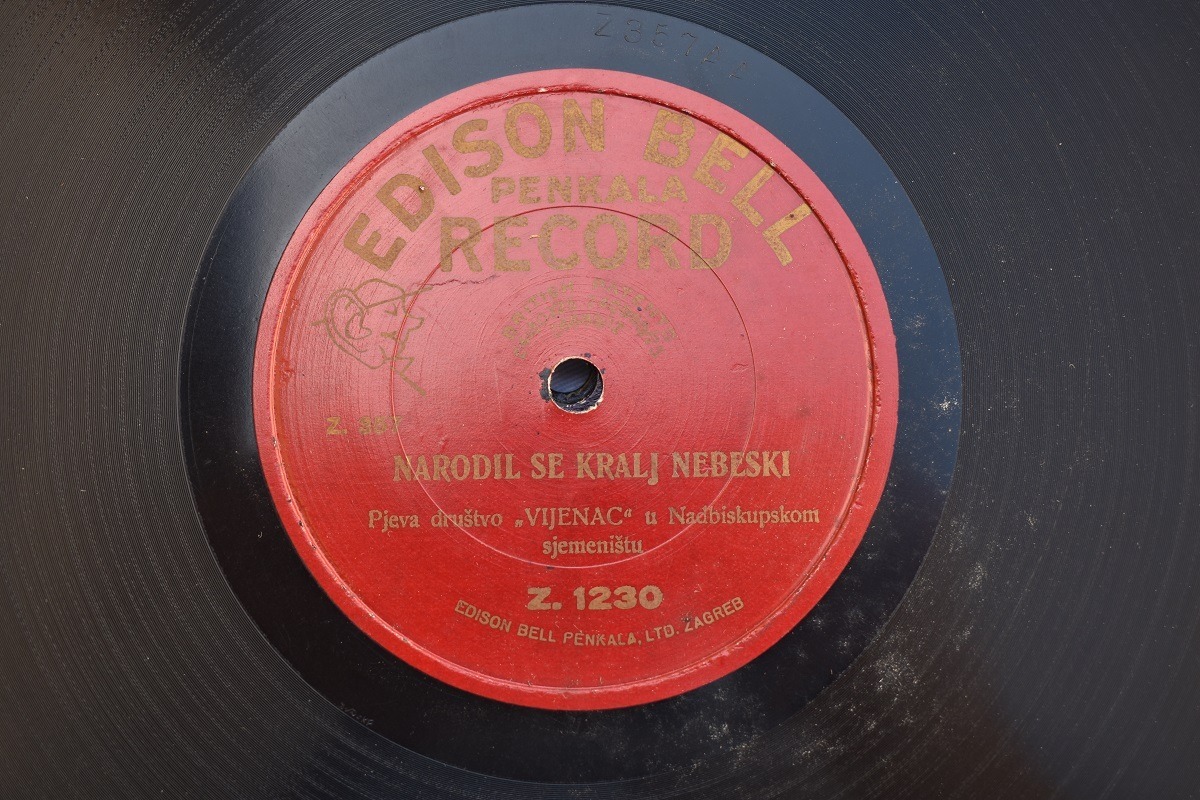 EDISON BELL
PENKALA
RECORD
NARODIL SE KRALJ NEBESKI
Pjeva društvo „VIJENAC“ u Nadbiskupskom
sjemeništu
Z. 1230
EDISON BELL PENKALA, LTD. ZAGREB